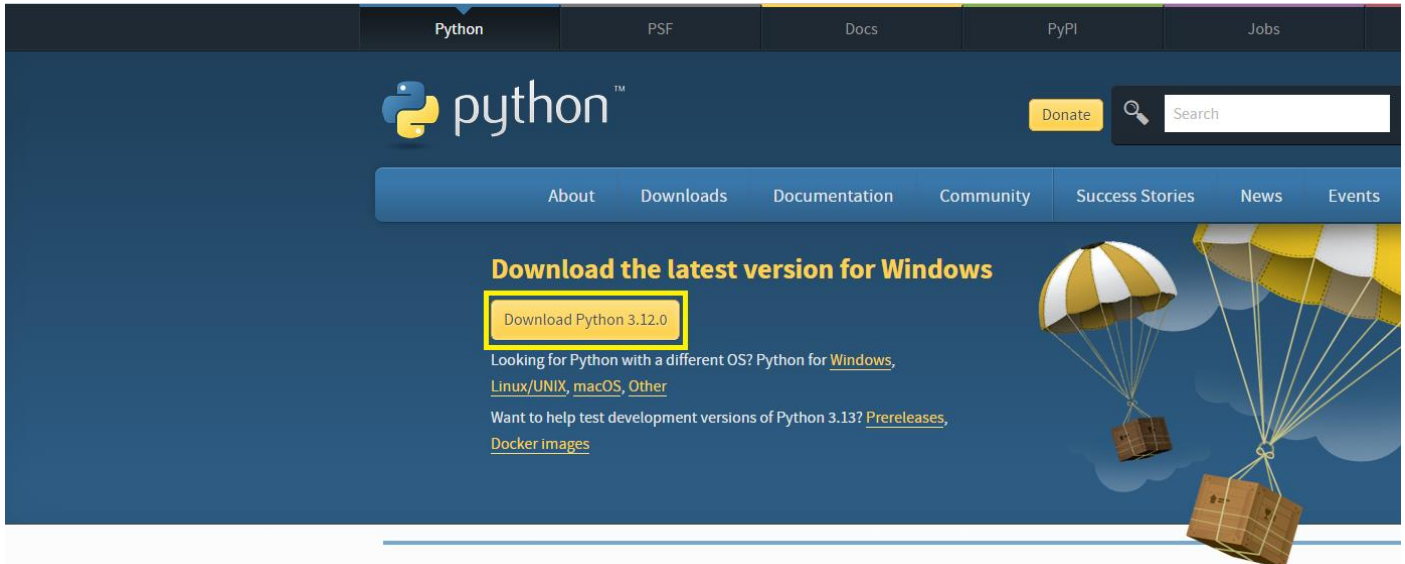 Python PSF Docs PyPI Jobs
python™
Donate Search
About Downloads Documentation Community Success Stories News Events
Download the latest version for Windows
Download Python 3.12.0
Looking for Python with a different OS? Python for Windows,
Linux/UNIX, macOS, Other
Want to help test development versions of Python 3.13? Prereleases,
Docker images